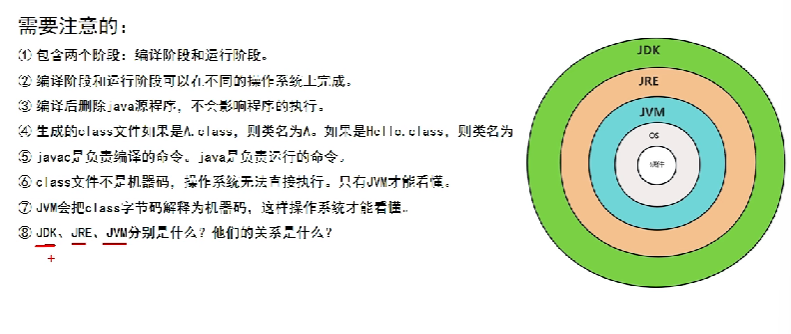 需要注意的：
① 包含两个阶段：编译阶段和运行阶段。
② 编译阶段和运行阶段可以在不同的操作系统上完成。
③ 编译后删除java源程序，不会影响程序的执行。
④ 生成的class文件如果是A.class，则类名为A。如果是Hello.class，则类名为
⑤ javac是负责编译的命令。java是负责运行的命令。
⑥ class文件不是机器码，操作系统无法直接执行。只有JVM才能看懂。
⑦ JVM会把class字节码解释为机器码，这样操作系统才能看懂..
⑧ JDK、JRE、JVM分别是什么？他们的关系是什么？
JDK
JRE
JVM
OS